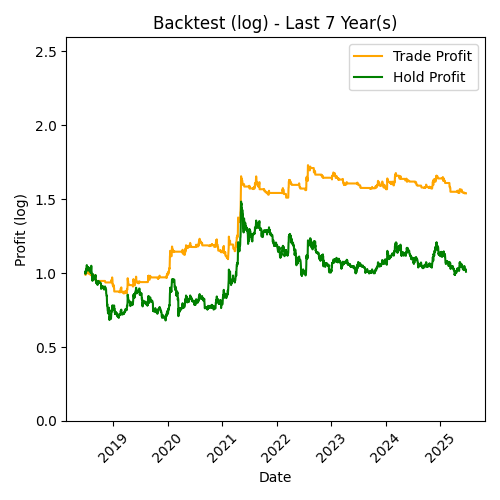 Backtest (log) - Last 7 Year(s)
Trade Profit
Hold Profit
Profit (log)
2.5
2.0
1.5
1.0
0.5
0.0
2019
2020
2021
2022
2023
2024
2025
Date